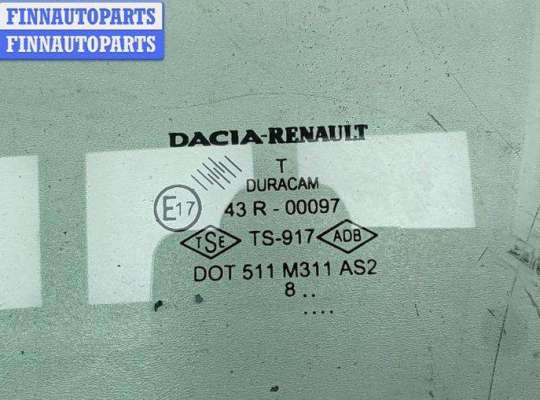 FINNAUTOPARTS
FINNAUTOPARTS
DACIA-RENAULT
T
DURACAM
E17 43 R - 00097
TSE TS-917 ADB
DOT 511 M311 AS2
8 ..
....